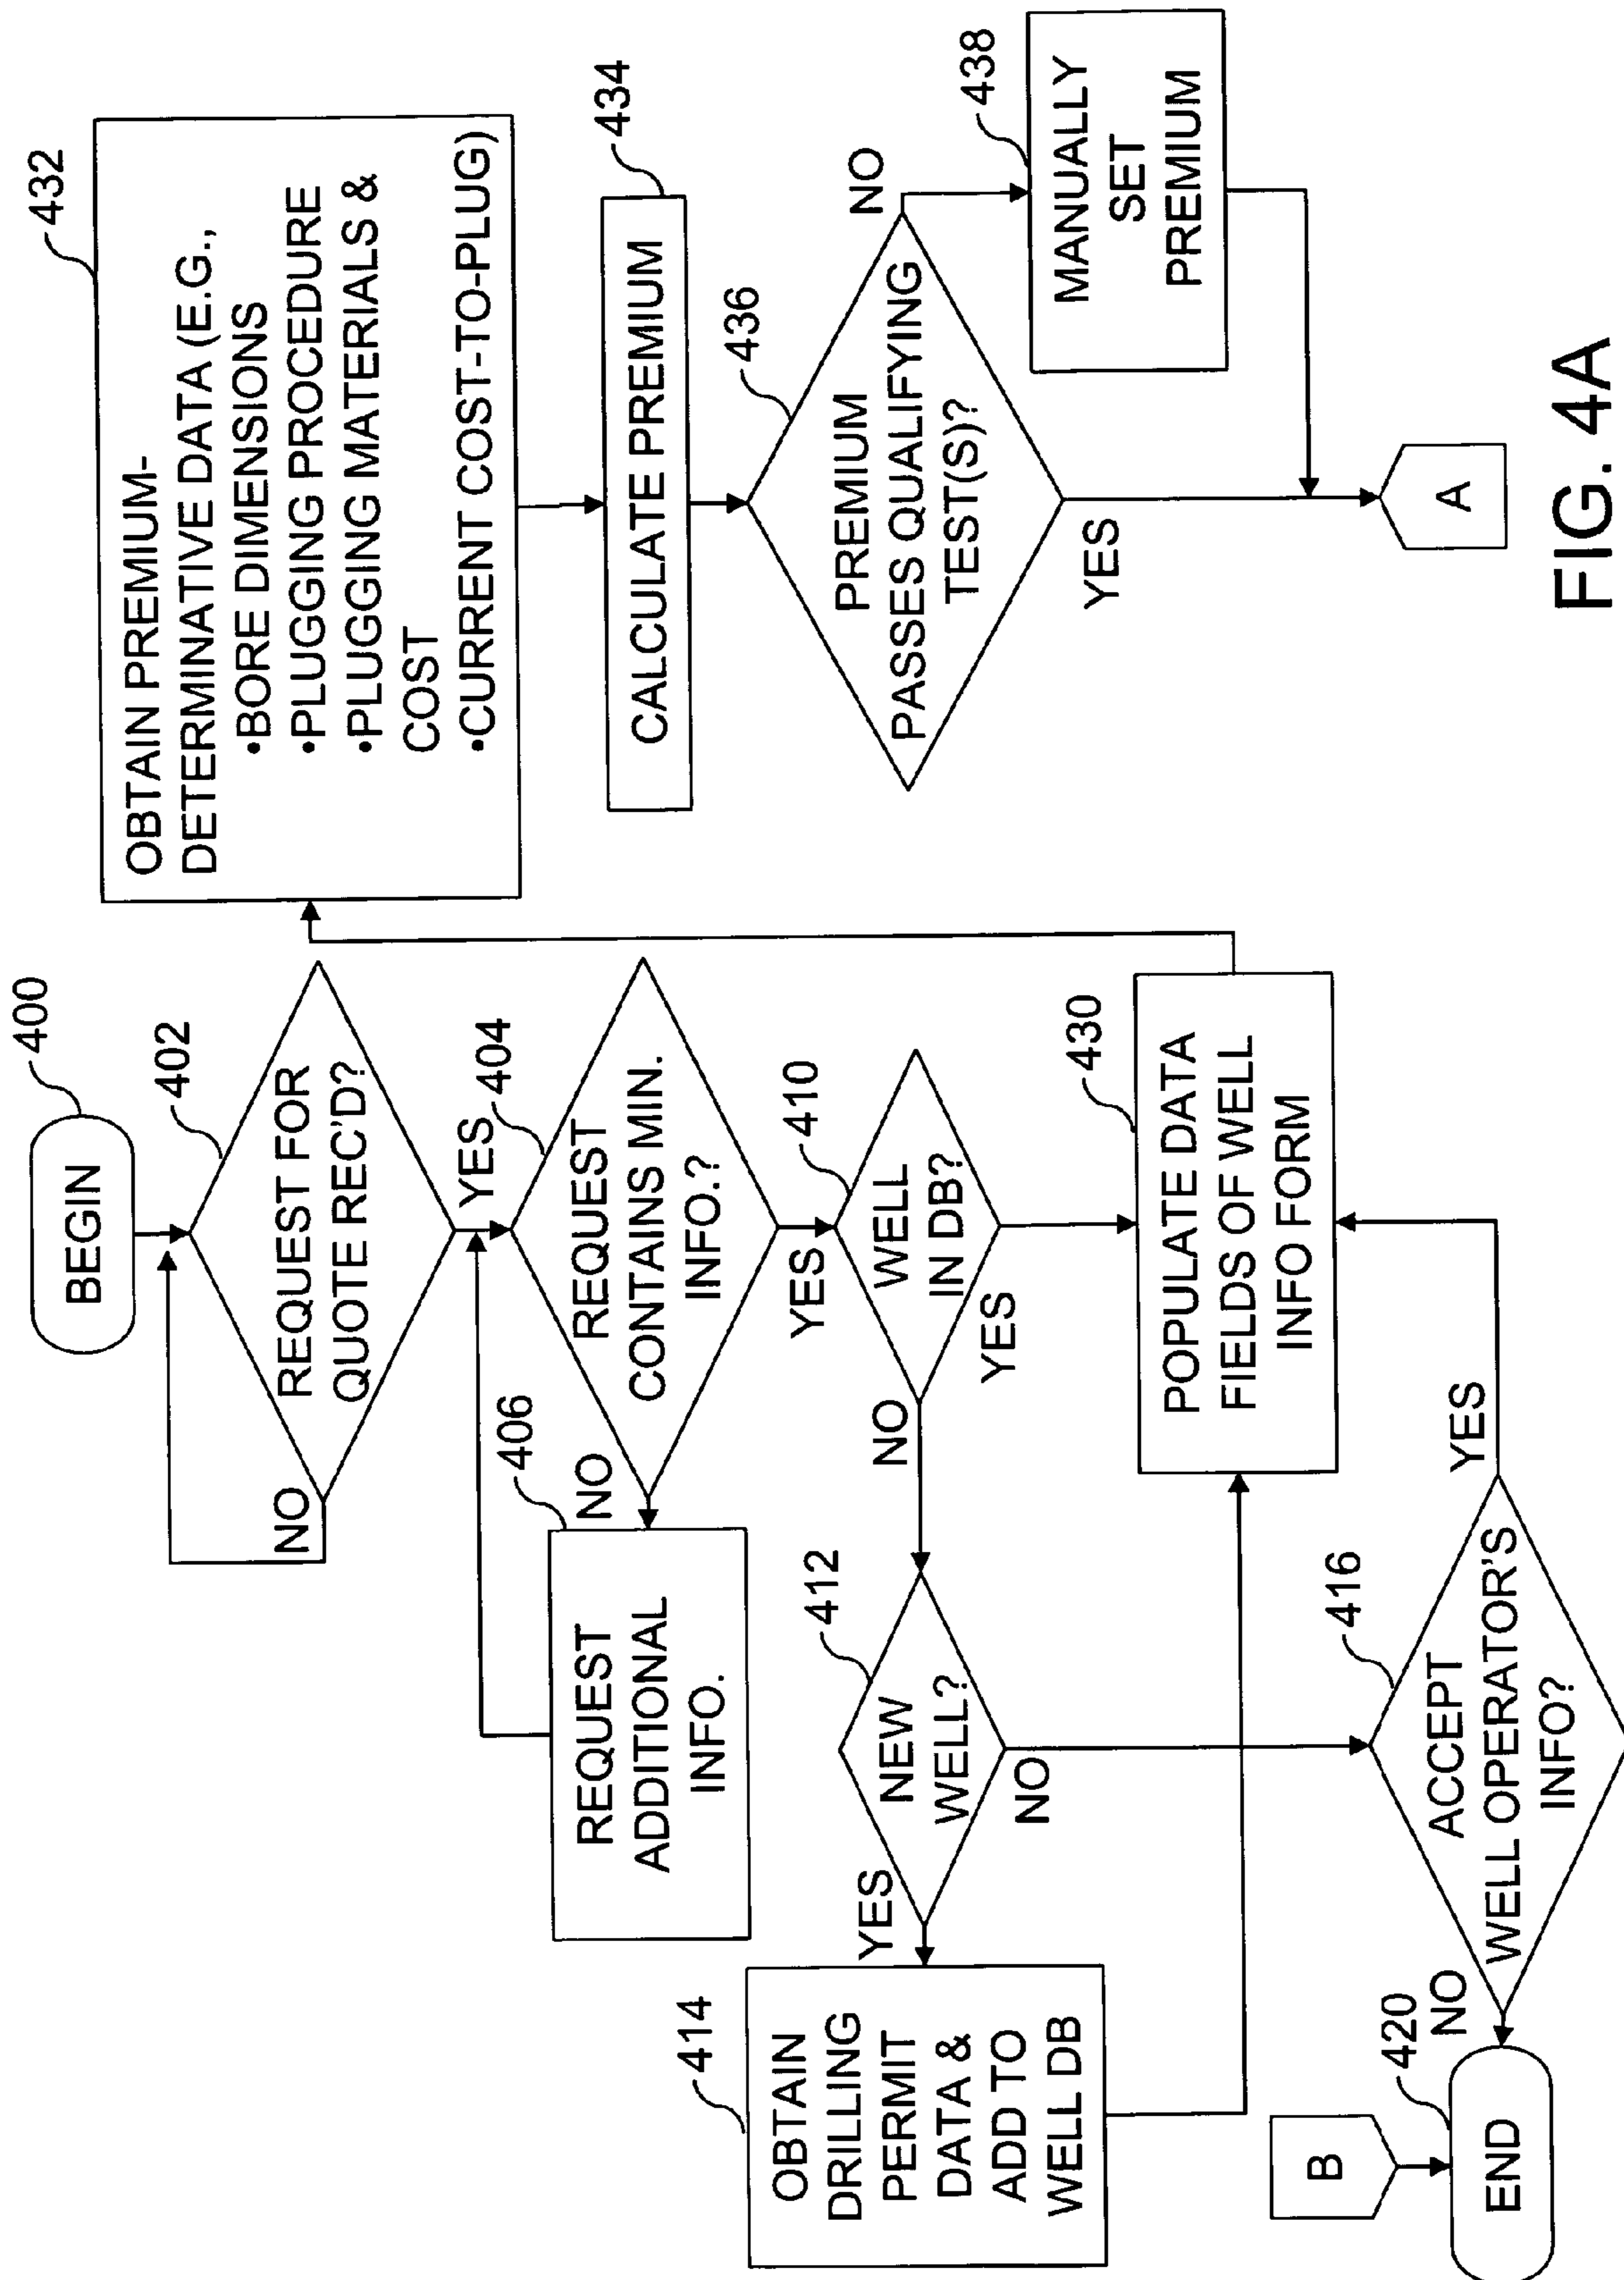 400
BEGIN
402
REQUEST FOR
QUOTE REC'D?
NO
YES
404
REQUEST
CONTAINS MIN.
INFO.?
NO
406
REQUEST
ADDITIONAL
INFO.
YES
410
WELL
IN DB?
NO
YES
412
NEW
WELL?
YES
NO
414
OBTAIN
DRILLING
PERMIT
DATA &
ADD TO
WELL DB
416
ACCEPT
WELL OPERATOR'S
INFO?
YES
NO
B
420
END
430
POPULATE DATA
FIELDS OF WELL
INFO FORM
432
OBTAIN PREMIUM-
DETERMINATIVE DATA (E.G.,
•BORE DIMENSIONS
•PLUGGING PROCEDURE
•PLUGGING MATERIALS &
COST
•CURRENT COST-TO-PLUG)
434
CALCULATE PREMIUM
436
PREMIUM
PASSES QUALIFYING
TEST(S)?
NO
438
MANUALLY
SET
PREMIUM
YES
A
FIG. 4A